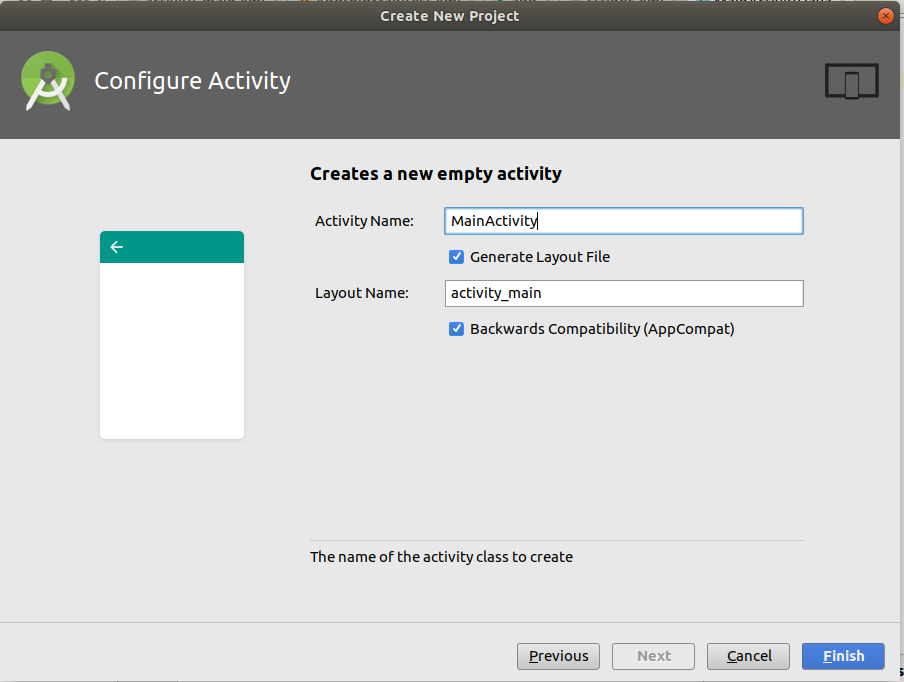 Create New Project
Configure Activity
Creates a new empty activity
Activity Name: MainActivity
Generate Layout File
Layout Name: activity_main
Backwards Compatibility (AppCompat)
The name of the activity class to create
Previous Next Cancel Finish